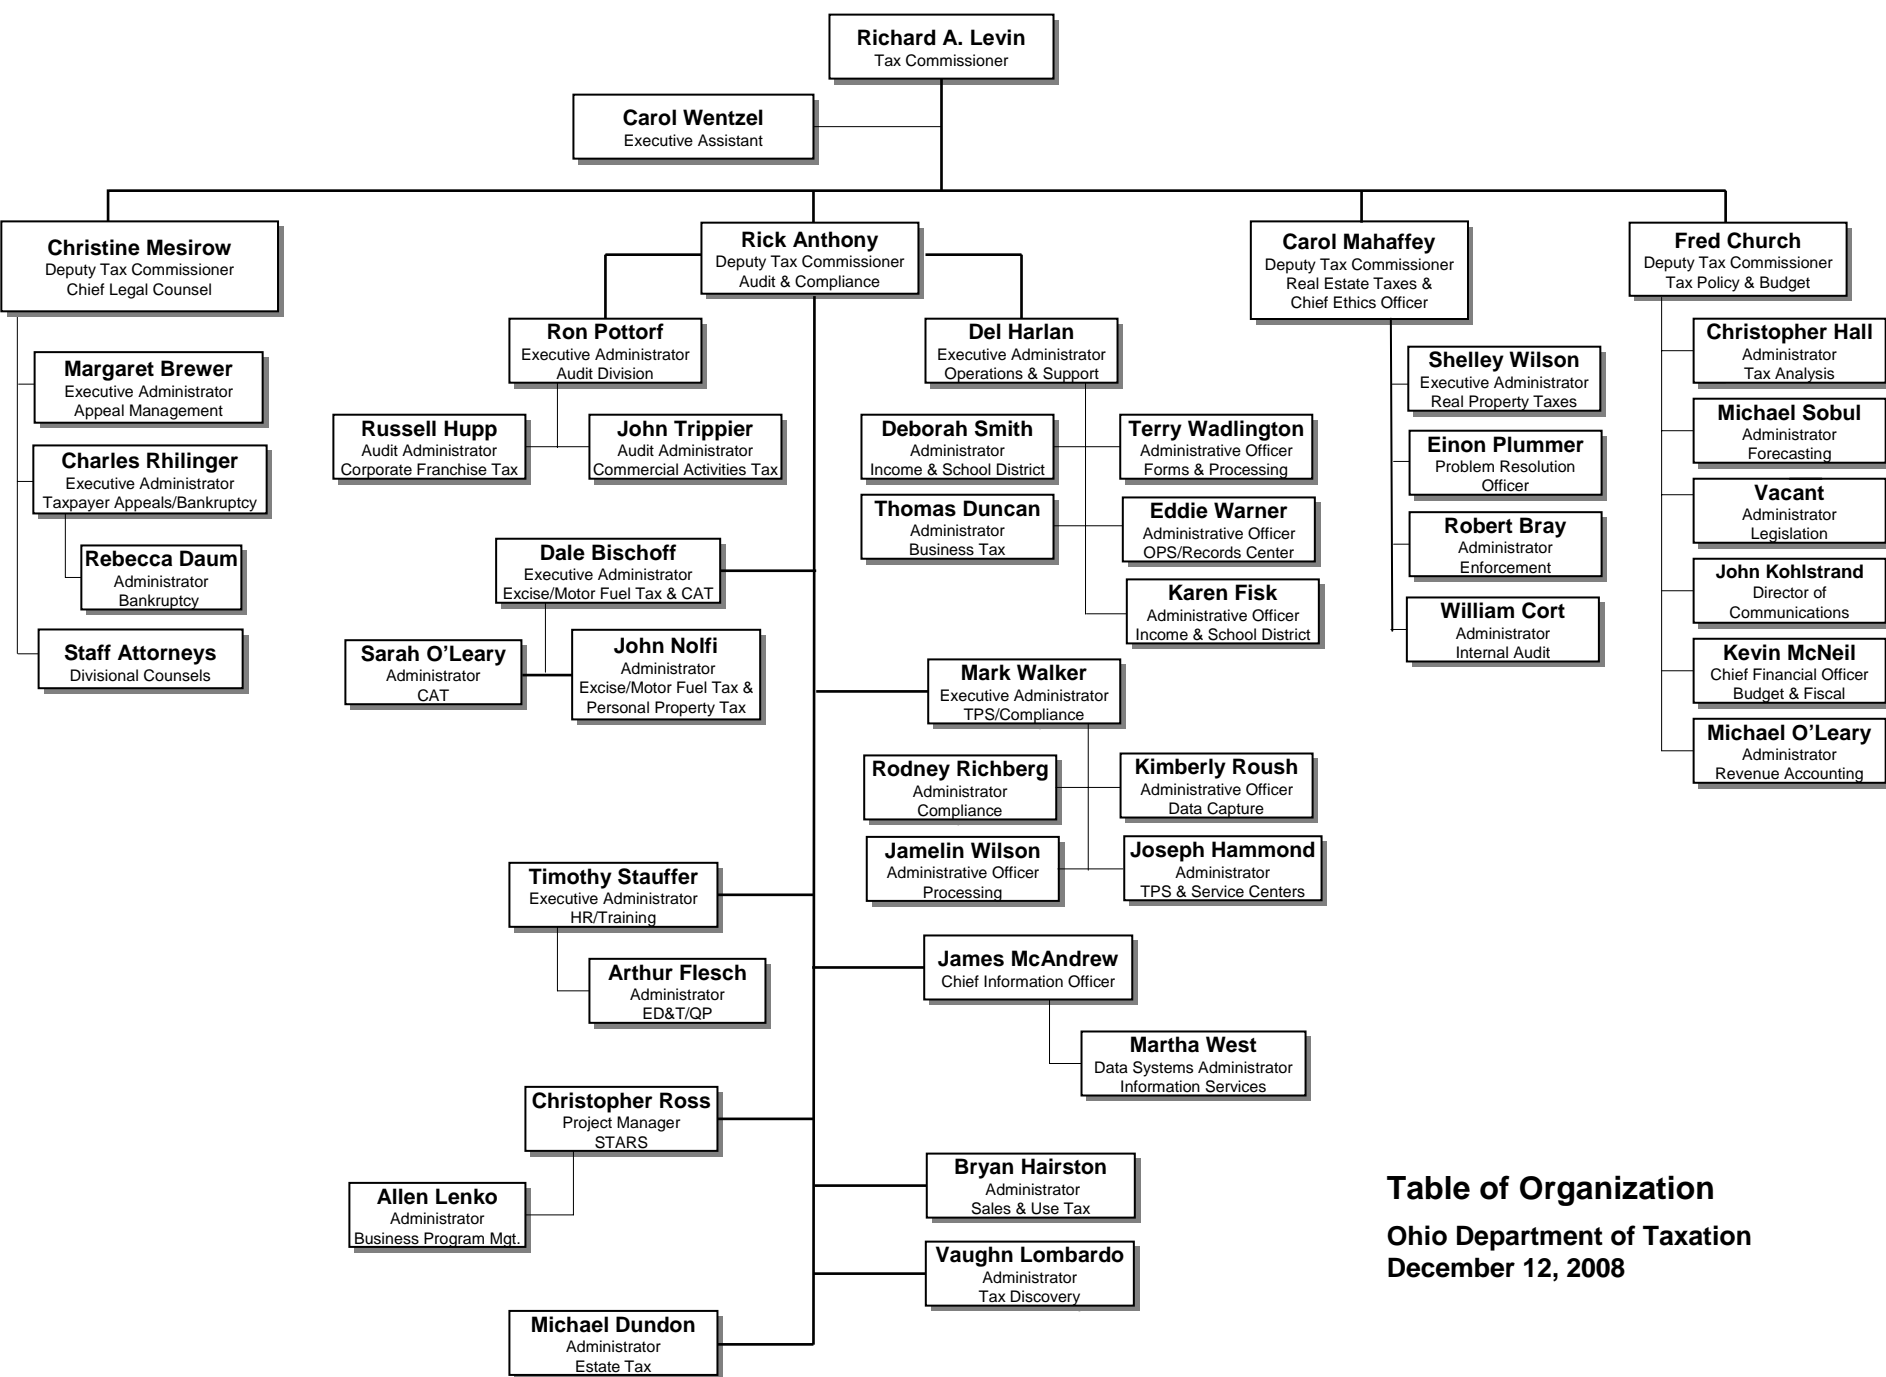 Richard A. Levin
Tax Commissioner
Carol Wentzel
Executive Assistant
Christine Mesirow
Deputy Tax Commissioner
Chief Legal Counsel
Margaret Brewer
Executive Administrator
Appeal Management
Charles Rhilinger
Executive Administrator
Taxpayer Appeals/Bankruptcy
Rebecca Daum
Administrator
Bankruptcy
Staff Attorneys
Divisional Counsels
Rick Anthony
Deputy Tax Commissioner
Audit & Compliance
Ron Pottorf
Executive Administrator
Audit Division
Russell Hupp
Audit Administrator
Corporate Franchise Tax
John Trippier
Audit Administrator
Commercial Activities Tax
Del Harlan
Executive Administrator
Operations & Support
Deborah Smith
Administrator
Income & School District
Terry Wadlington
Administrative Officer
Forms & Processing
Thomas Duncan
Administrator
Business Tax
Eddie Warner
Administrative Officer
OPS/Records Center
Karen Fisk
Administrative Officer
Income & School District
Dale Bischoff
Executive Administrator
Excise/Motor Fuel Tax & CAT
Sarah O'Leary
Administrator
CAT
John Nolfi
Administrator
Excise/Motor Fuel Tax &
Personal Property Tax
Mark Walker
Executive Administrator
TPS/Compliance
Rodney Richberg
Administrator
Compliance
Kimberly Roush
Administrative Officer
Data Capture
Jamelin Wilson
Administrative Officer
Processing
Joseph Hammond
Administrator
TPS & Service Centers
Timothy Stauffer
Executive Administrator
HR/Training
Arthur Flesch
Administrator
ED&T/QP
James McAndrew
Chief Information Officer
Martha West
Data Systems Administrator
Information Services
Christopher Ross
Project Manager
STARS
Allen Lenko
Administrator
Business Program Mgt.
Bryan Hairston
Administrator
Sales & Use Tax
Vaughn Lombardo
Administrator
Tax Discovery
Michael Dundon
Administrator
Estate Tax
Carol Mahaffey
Deputy Tax Commissioner
Real Estate Taxes &
Chief Ethics Officer
Shelley Wilson
Executive Administrator
Real Property Taxes
Einon Plummer
Problem Resolution
Officer
Robert Bray
Administrator
Enforcement
William Cort
Administrator
Internal Audit
Fred Church
Deputy Tax Commissioner
Tax Policy & Budget
Christopher Hall
Administrator
Tax Analysis
Michael Sobul
Administrator
Forecasting
Vacant
Administrator
Legislation
John Kohlstrand
Director of
Communications
Kevin McNeil
Chief Financial Officer
Budget & Fiscal
Michael O'Leary
Administrator
Revenue Accounting
Table of Organization
Ohio Department of Taxation
December 12, 2008